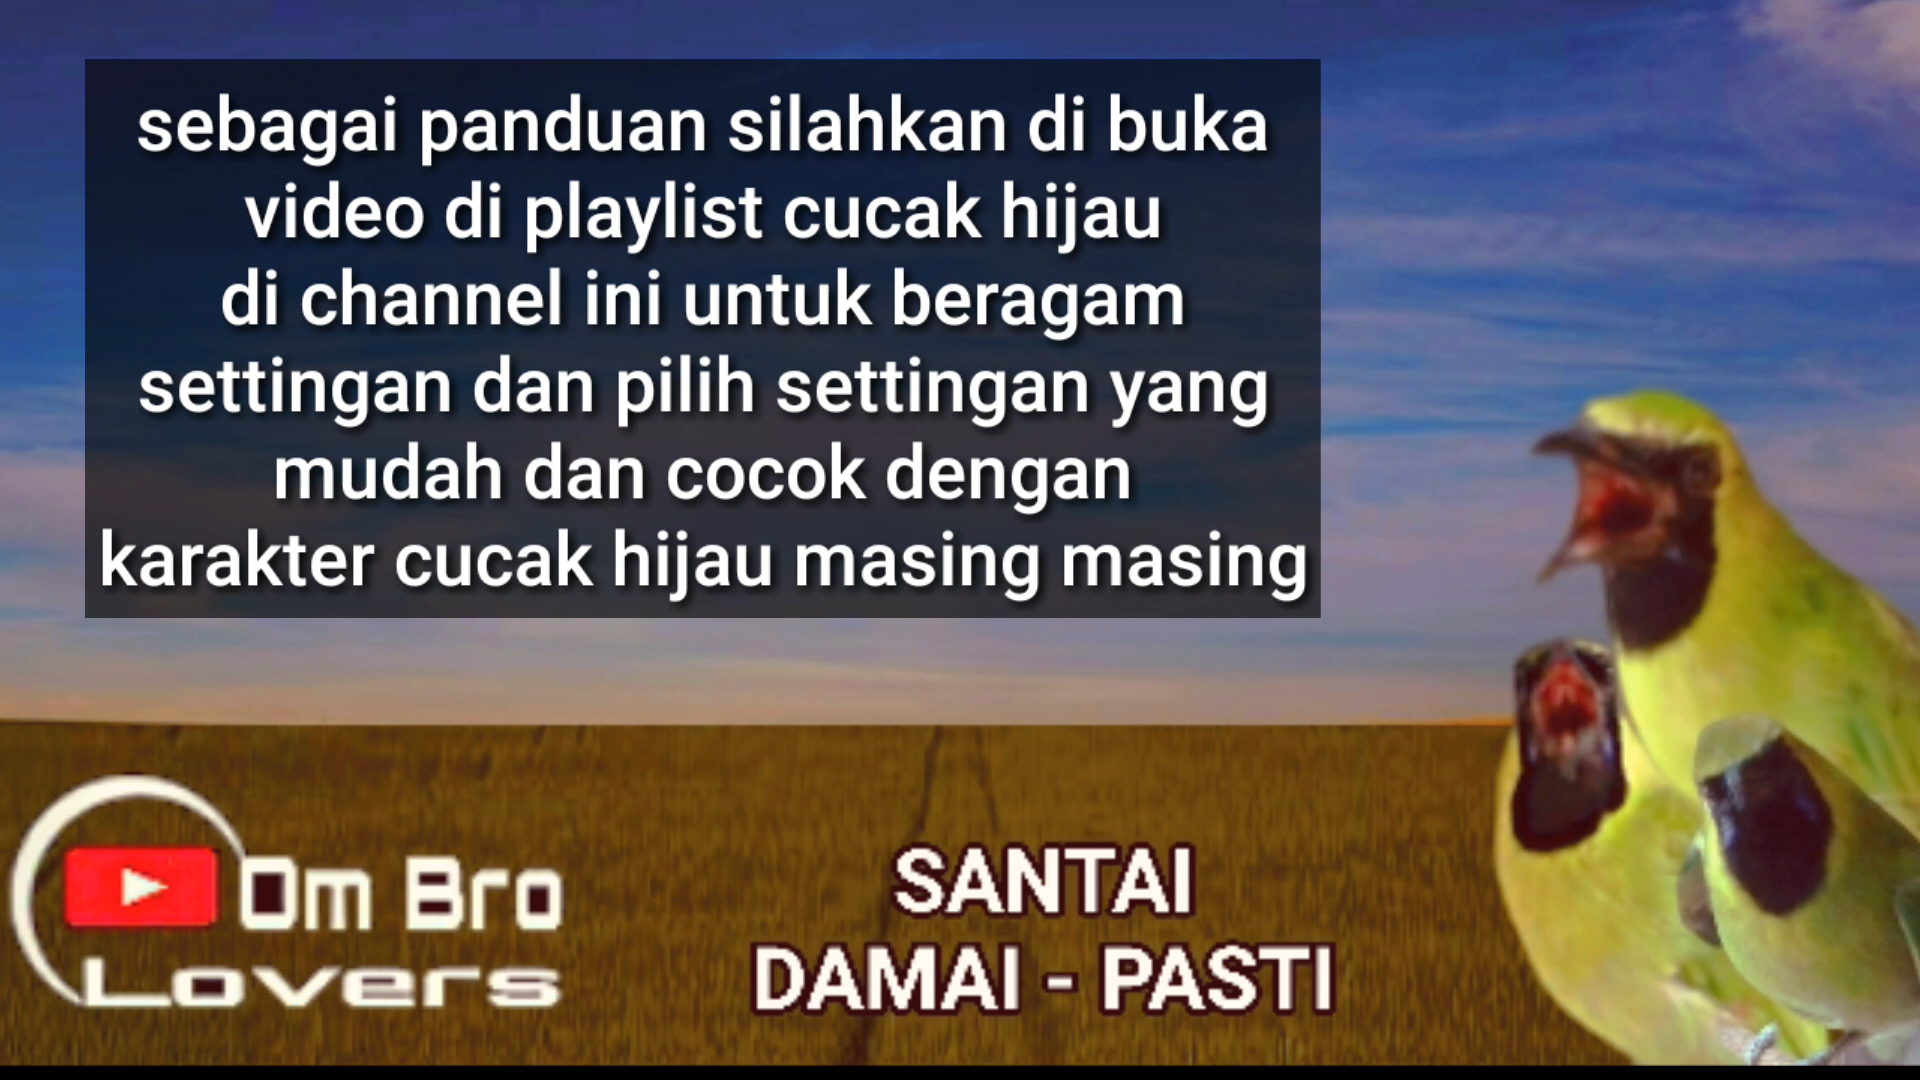 sebagai panduan silahkan di buka
video di playlist cucak hijau
di channel ini untuk beragam
settingan dan pilih settingan yang
mudah dan cocok dengan
karakter cucak hijau masing masing
Om Bro
Lovers
SANTAI
DAMAI - PASTI